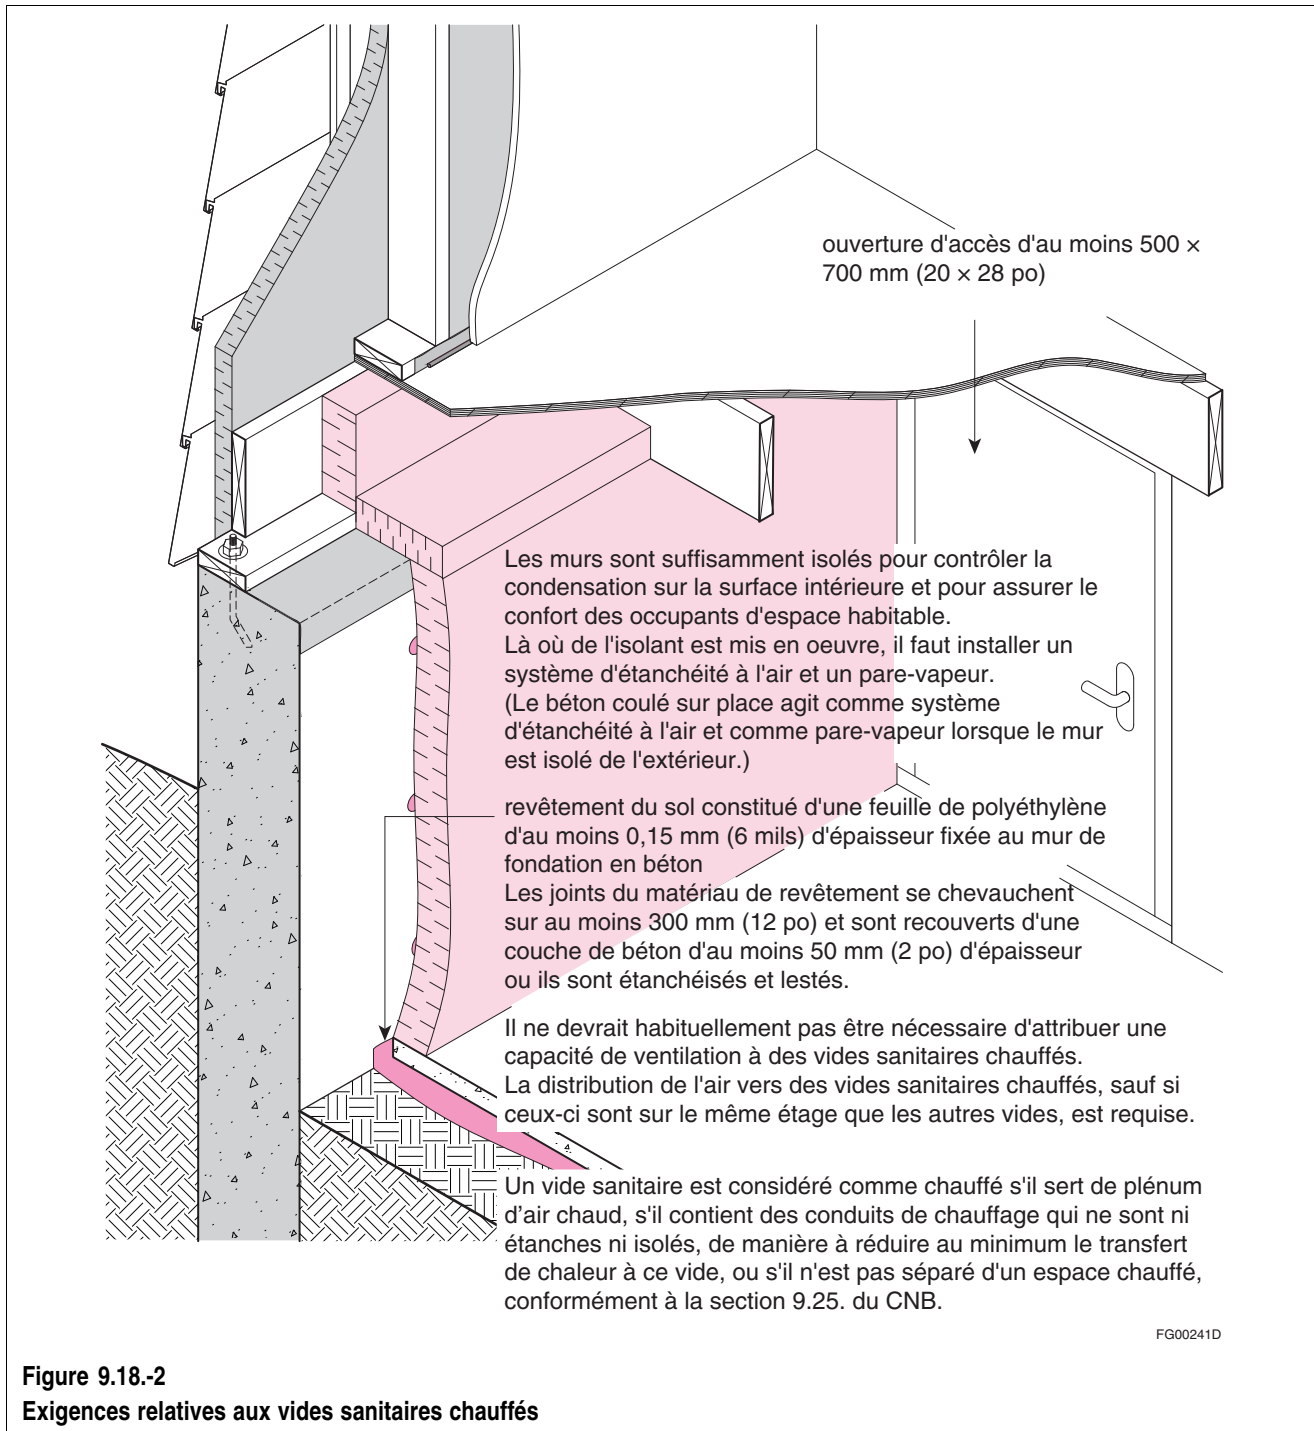 ouverture d'accès d'au moins 500 ×
700 mm (20 × 28 po)
Les murs sont suffisamment isolés pour contrôler la
condensation sur la surface intérieure et pour assurer le
confort des occupants d'espace habitable.
Là où de l'isolant est mis en oeuvre, il faut installer un
système d'étanchéité à l'air et un pare-vapeur.
(Le béton coulé sur place agit comme système
d'étanchéité à l'air et comme pare-vapeur lorsque le mur
est isolé de l'extérieur.)
revêtement du sol constitué d'une feuille de polyéthylène
d'au moins 0,15 mm (6 mils) d'épaisseur fixée au mur de
fondation en béton
Les joints du matériau de revêtement se chevauchent
sur au moins 300 mm (12 po) et sont recouverts d'une
couche de béton d'au moins 50 mm (2 po) d'épaisseur
ou ils sont étanchéisés et lestés.
Il ne devrait habituellement pas être nécessaire d'attribuer une
capacité de ventilation à des vides sanitaires chauffés.
La distribution de l'air vers des vides sanitaires chauffés, sauf si
ceux-ci sont sur le même étage que les autres vides, est requise.
Un vide sanitaire est considéré comme chauffé s'il sert de plénum
d’air chaud, s'il contient des conduits de chauffage qui ne sont ni
étanches ni isolés, de manière à réduire au minimum le transfert
de chaleur à ce vide, ou s'il n'est pas séparé d'un espace chauffé,
conformément à la section 9.25. du CNB.
FG00241D
Figure 9.18.-2
Exigences relatives aux vides sanitaires chauffés